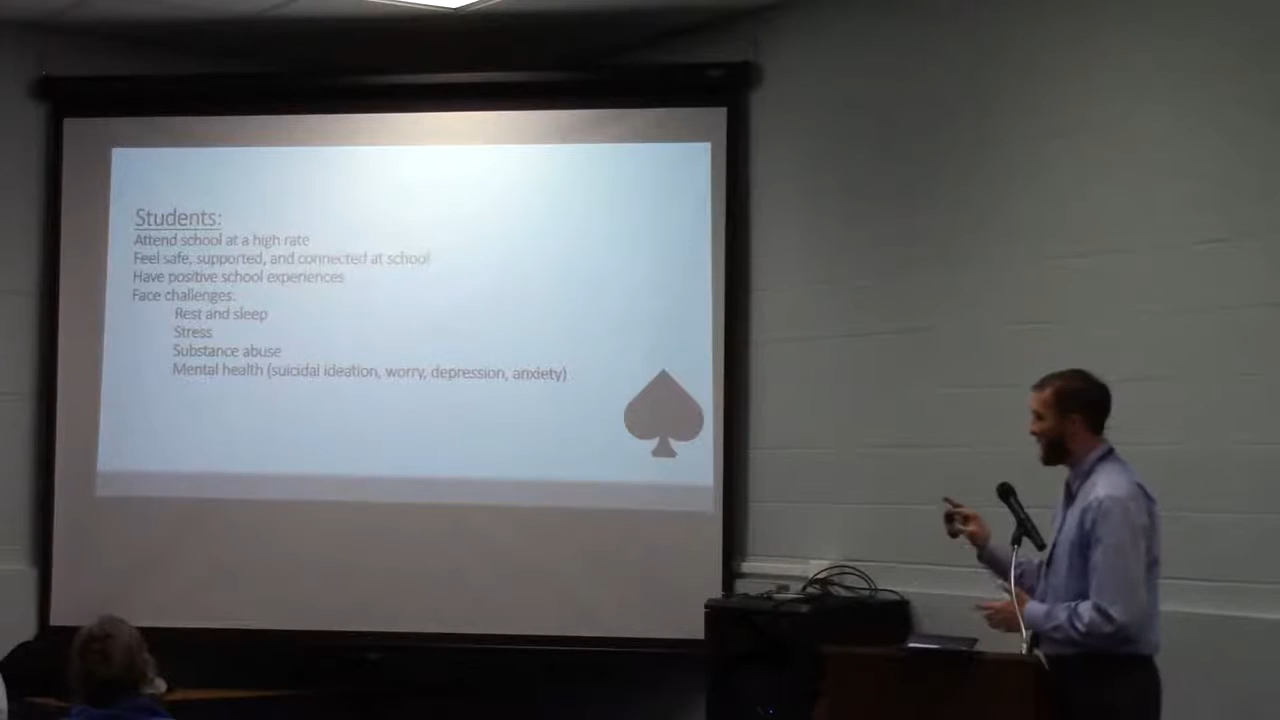 Students:
Attend school at a high rate
Feel safe, supported, and connected at school
Have positive school experiences
Face challenges:
Rest and sleep
Stress
Substance abuse
Mental health (suicidal ideation, worry, depression, anxiety)